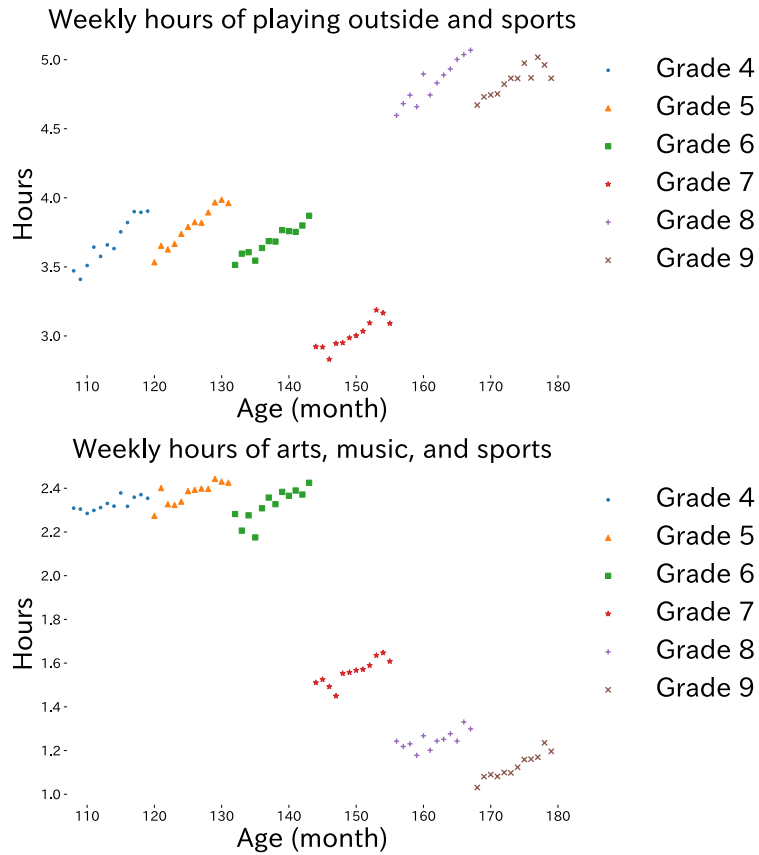 Weekly hours of playing outside and sports
5.0
4.5
4.0
3.5
3.0
Hours
110 120 130 140 150 160 170 180
Age (month)
Grade 4
Grade 5
Grade 6
Grade 7
Grade 8
Grade 9
Weekly hours of arts, music, and sports
2.4
2.2
2.0
1.8
1.6
1.4
1.2
1.0
Hours
110 120 130 140 150 160 170 180
Age (month)
Grade 4
Grade 5
Grade 6
Grade 7
Grade 8
Grade 9